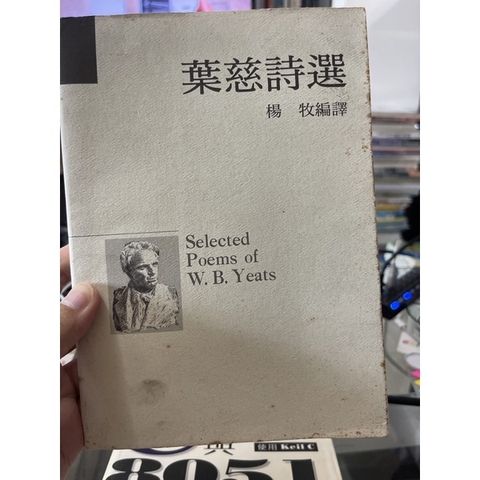 葉慈詩選
楊 牧編譯
Selected
Poems of
W. B. Yeats
使用 Keil C
8051